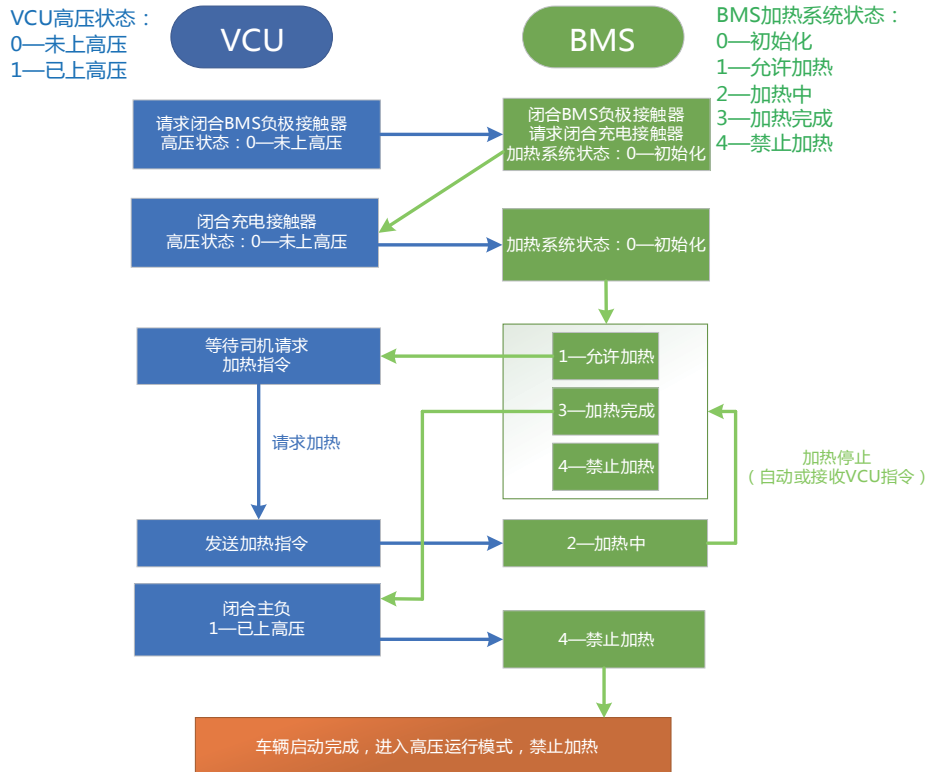 VCU高压状态：
0—未上高压
1—已上高压
VCU
BMS
BMS加热系统状态：
0—初始化
1—允许加热
2—加热中
3—加热完成
4—禁止加热
请求闭合BMS负极接触器
高压状态：0—未上高压
闭合BMS负极接触器
请求闭合充电接触器
加热系统状态：0—初始化
闭合充电接触器
高压状态：0—未上高压
加热系统状态：0—初始化
等待司机请求
加热指令
1—允许加热
3—加热完成
4—禁止加热
请求加热
加热停止
（自动或接收VCU指令）
发送加热指令
2—加热中
闭合主负
1—已上高压
4—禁止加热
车辆启动完成，进入高压运行模式，禁止加热